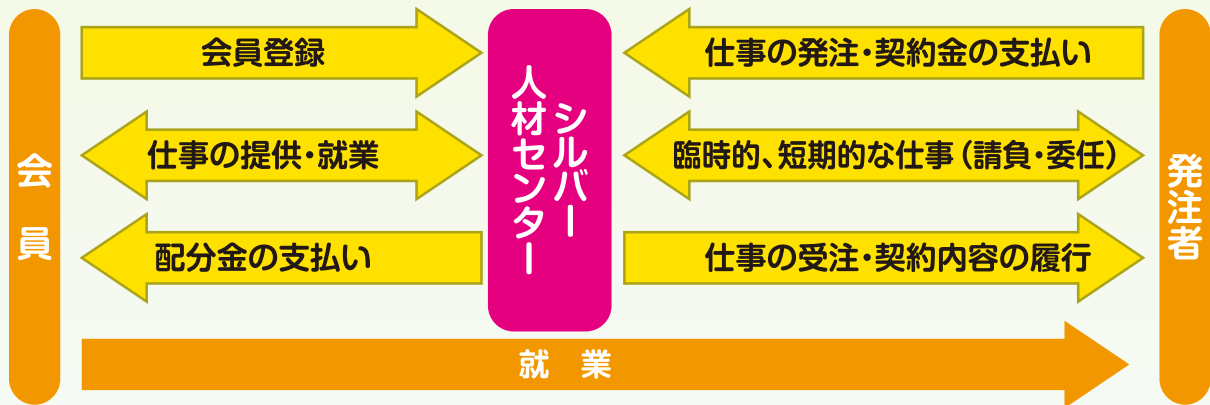 会員
会員登録
仕事の提供・就業
配分金の支払い
シルバー
人材センター
仕事の発注・契約金の支払い
臨時的、短期的な仕事（請負・委任）
仕事の受注・契約内容の履行
発注者
就業